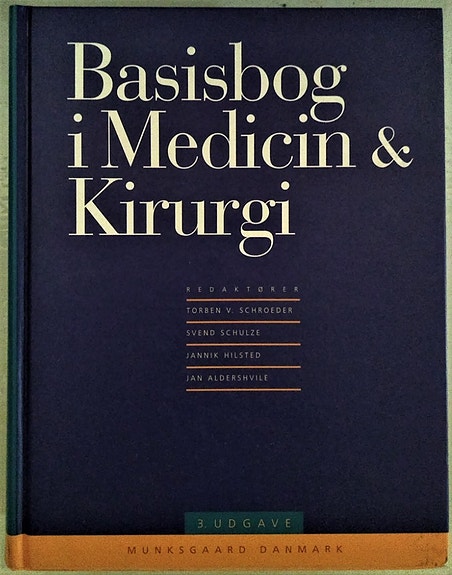 Basisbog
i Medicin &
Kirurgi
REDAKTØRER
TORBEN V. SCHROEDER
SVEND SCHULZE
JANNIK HILSTED
JAN ALDERSHVILE
3. UDGAVE
MUNKSGAARD DANMARK